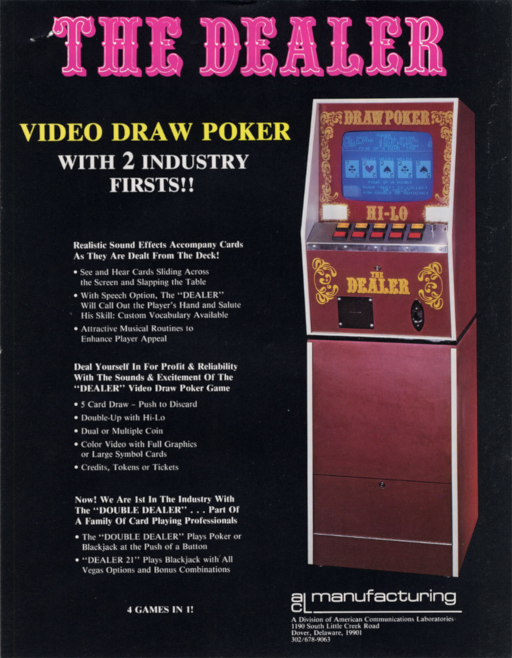 THE DEALER
VIDEO DRAW POKER
WITH 2 INDUSTRY
FIRSTS!!
Realistic Sound Effects Accompany Cards
As They Are Dealt From The Deck!
• See and Hear Cards Sliding Across
the Screen and Slapping the Table
• With Speech Option, The "DEALER"
Will Call Out the Player's Hand and Salute
His Skill: Custom Vocabulary Available
• Attractive Musical Routines to
Enhance Player Appeal
Deal Yourself In For Profit & Reliability
With The Sounds & Excitement Of The
"DEALER" Video Draw Poker Game
• 5 Card Draw – Push to Discard
• Double-Up with Hi-Lo
• Dual or Multiple Coin
• Color Video with Full Graphics
or Large Symbol Cards
• Credits, Tokens or Tickets
Now! We Are 1st In The Industry With
The "DOUBLE DEALER" . . . Part Of
A Family Of Card Playing Professionals
• The "DOUBLE DEALER" Plays Poker or
Blackjack at the Push of a Button
• "DEALER 21" Plays Blackjack with All
Vegas Options and Bonus Combinations
4 GAMES IN 1!
DRAW POKER
HI-LO
THE
DEALER
acl manufacturing
A Division of American Communications Laboratories
1190 South Little Creek Road
Dover, Delaware, 19901
302/678-9063